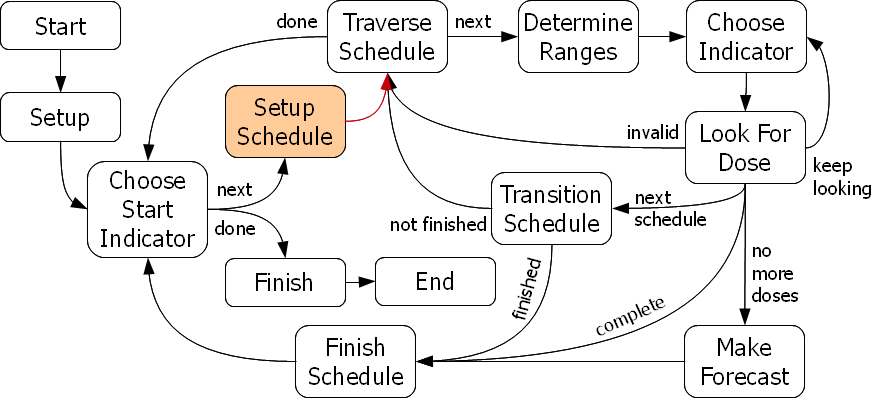 done
Traverse
Schedule
next
Determine
Ranges
Choose
Indicator
Start
Setup
Setup
Schedule
invalid
Look For
Dose
keep
looking
Choose
Start
Indicator
next
done
Transition
Schedule
next
schedule
not finished
Finish
End
finished
no
more
doses
complete
Finish
Schedule
Make
Forecast